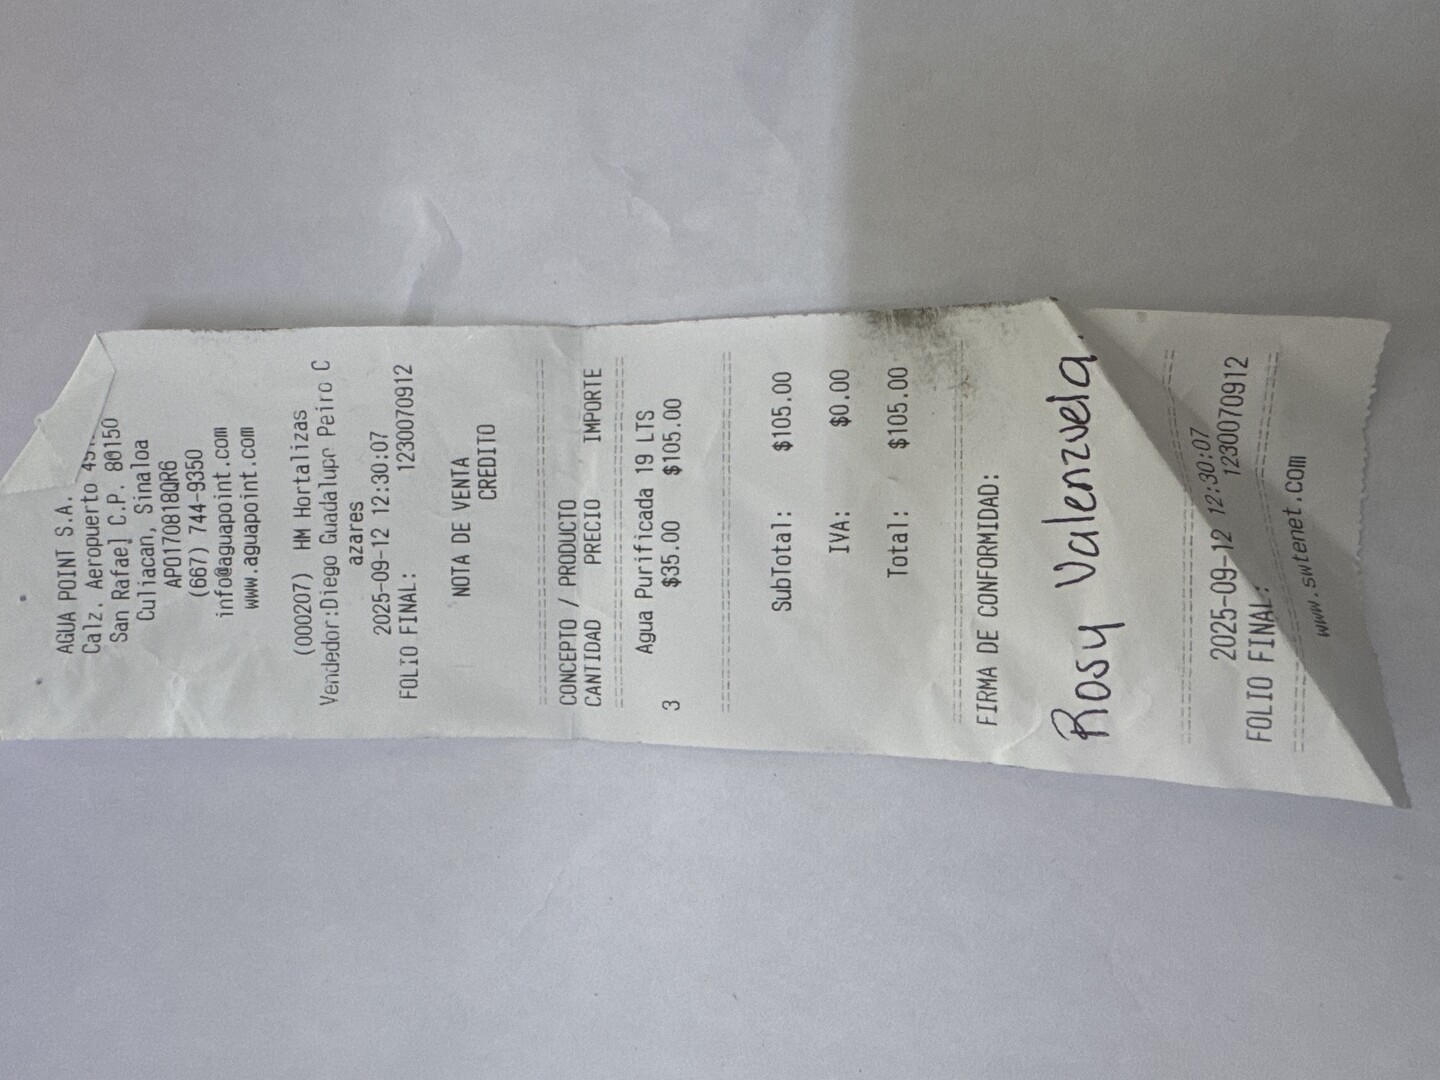 AGUA POINT S.A.
Calz. Aeropuerto
San Rafael C.P. 80150
Culiacan, Sinaloa
APO170818QR6
(667) 744-9350
info@aguapoint.com
www.aguapoint.com
(000207) HM Hortalizas
Vendedor:Diego Guadalupr Peiro C
azares
2025-09-12 12:30:07
FOLIO FINAL: 1230070912
NOTA DE VENTA
CREDITO
CONCEPTO / PRODUCTO
CANTIDAD PRECIO IMPORTE
Agua Purificada 19 LTS
3 $35.00 $105.00
SubTotal: $105.00
IVA: $0.00
Total: $105.00
FIRMA DE CONFORMIDAD:
Rosy Valenzuela.
2025-09-12 12:30:07
FOLIO FINAL: 1230070912
www.swtenet.com